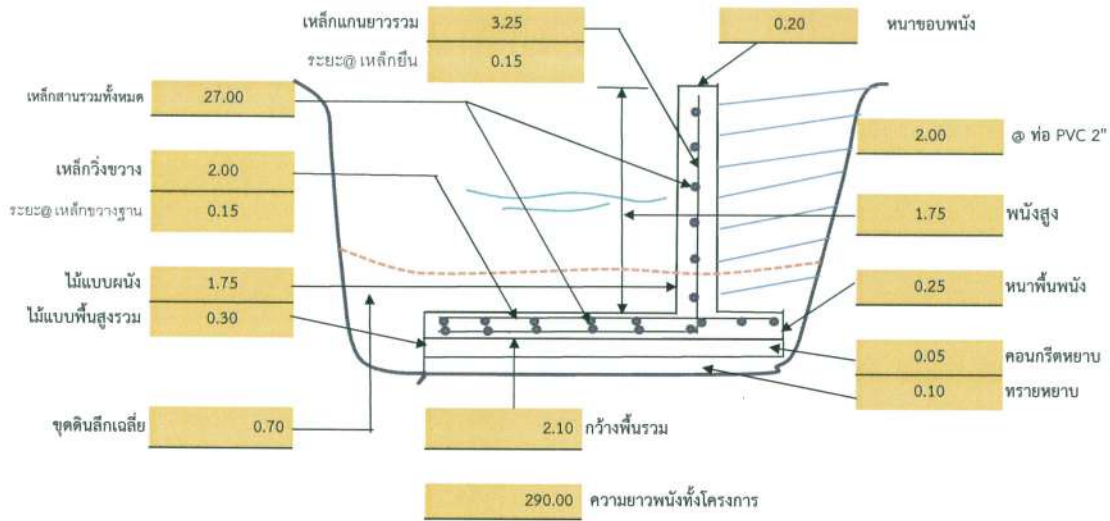 เหล็กแกนยาวรวม 3.25
0.20 หนาขอบพนัง
ระยะ@ เหล็กยืน 0.15
เหล็กสานรวมทั้งหมด 27.00
2.00 @ ท่อ PVC 2"
เหล็กวิ่งขวาง 2.00
ระยะ@ เหล็กขวางฐาน 0.15
1.75 พนังสูง
ไม้แบบผนัง 1.75
0.25 หนาพื้นพนัง
ไม้แบบพื้นสูงรวม 0.30
0.05 คอนกรีตหยาบ
0.10 ทรายหยาบ
ขุดดินลึกเฉลี่ย 0.70
2.10 กว้างพื้นรวม
290.00 ความยาวพนังทั้งโครงการ